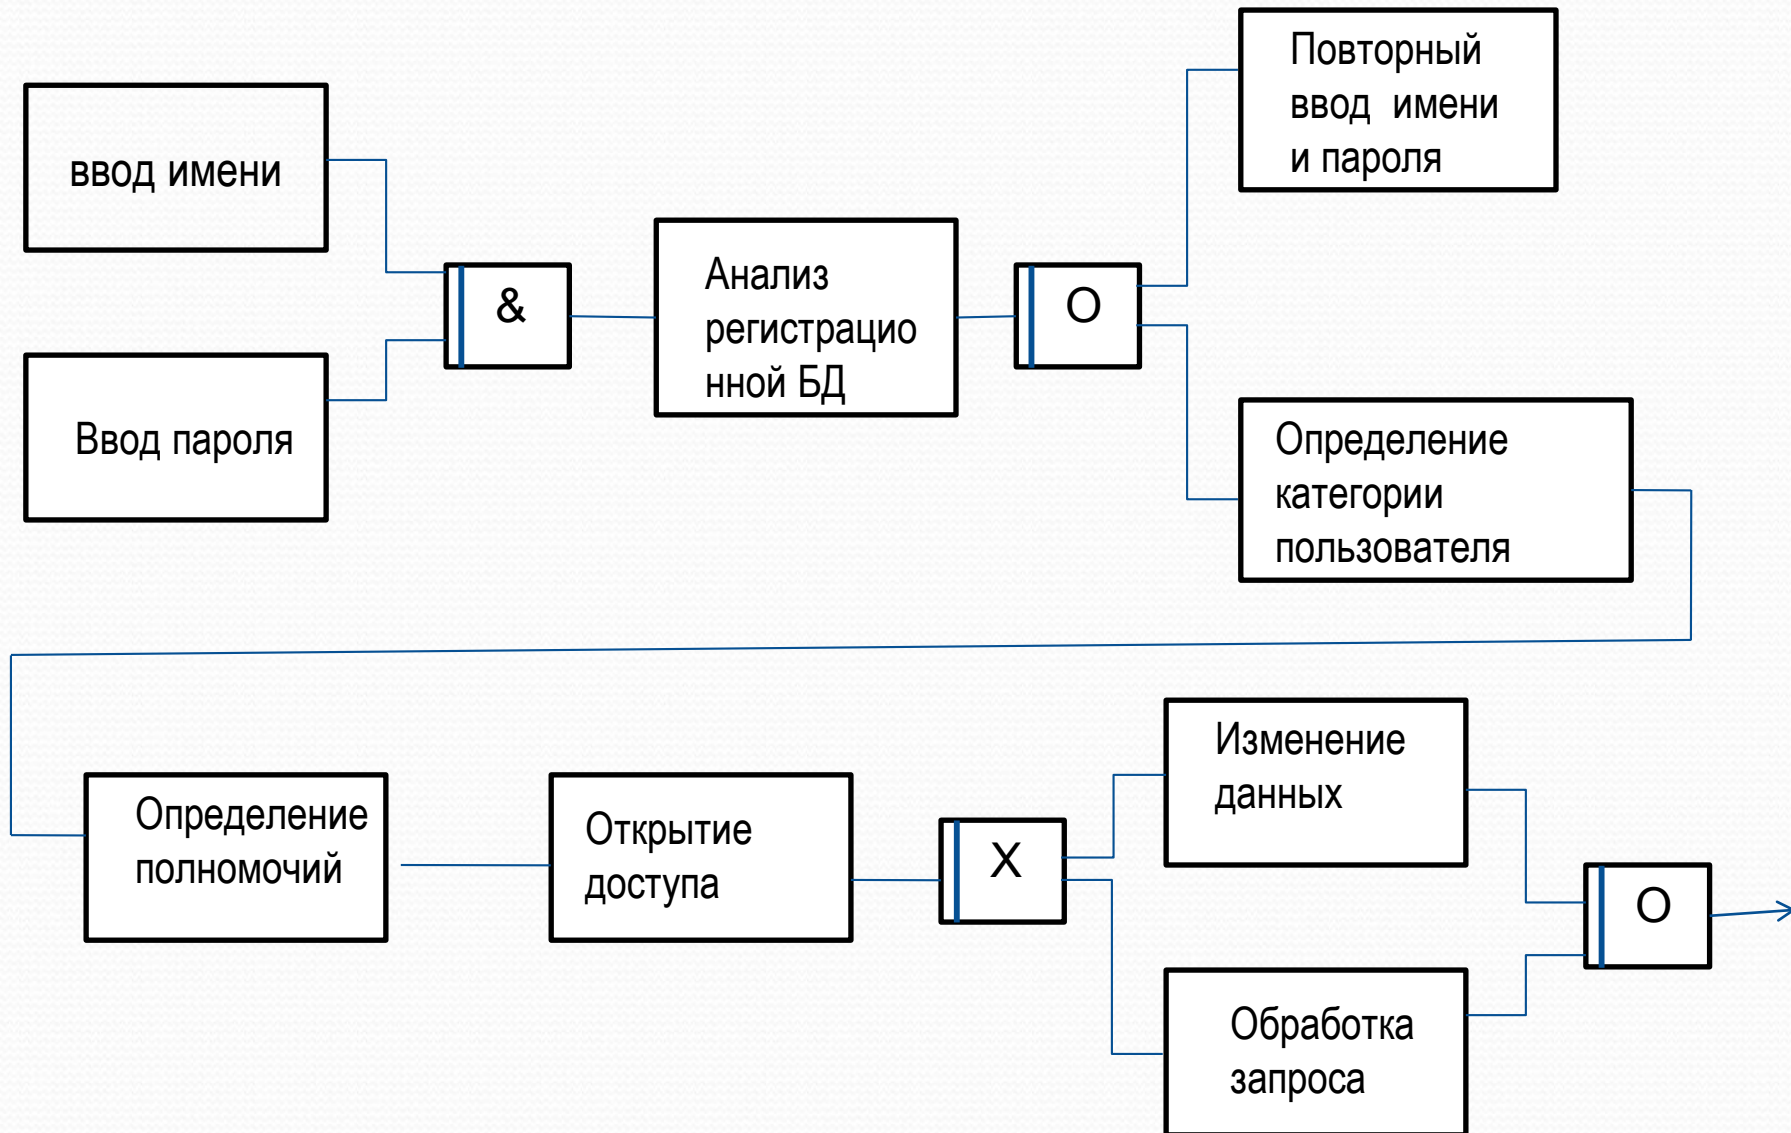 ввод имени
Ввод пароля
&
Анализ
регистрацио
нной БД
О
Повторный
ввод имени
и пароля
Определение
категории
пользователя
Определение
полномочий
Открытие
доступа
Х
Изменение
данных
Обработка
запроса
О